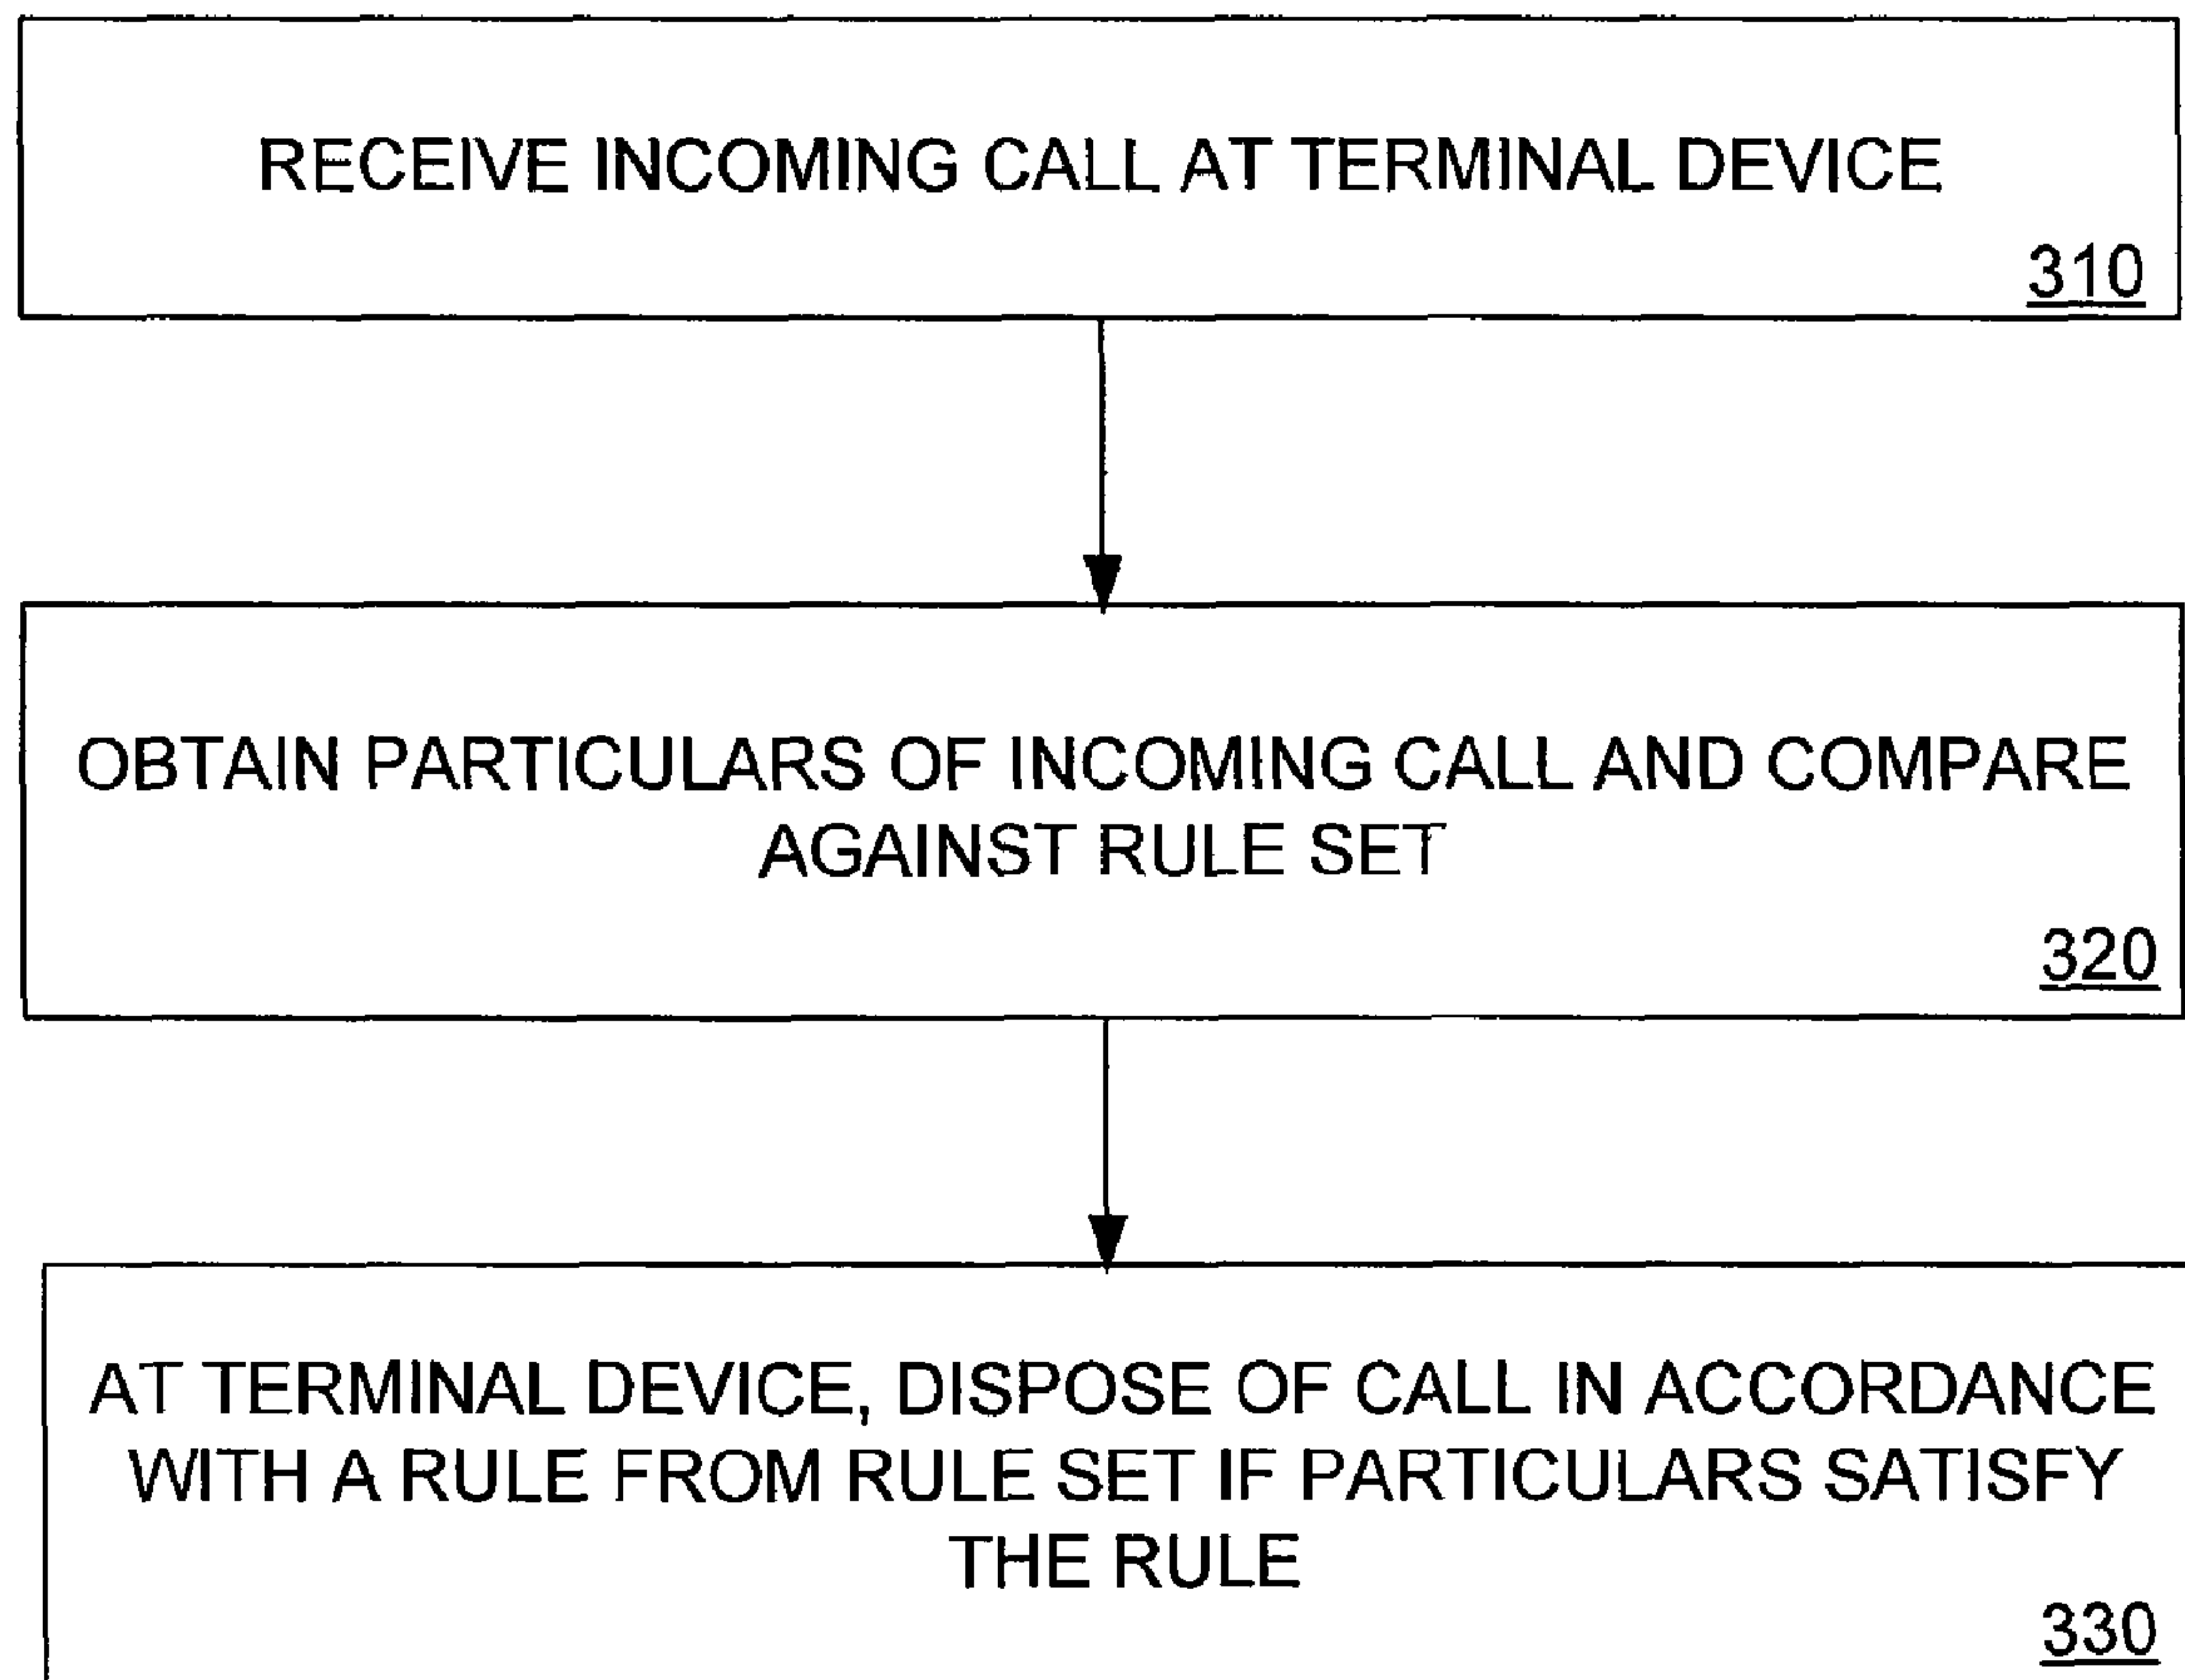 RECEIVE INCOMING CALL AT TERMINAL DEVICE
310
OBTAIN PARTICULARS OF INCOMING CALL AND COMPARE
AGAINST RULE SET
320
AT TERMINAL DEVICE, DISPOSE OF CALL IN ACCORDANCE
WITH A RULE FROM RULE SET IF PARTICULARS SATISFY
THE RULE
330